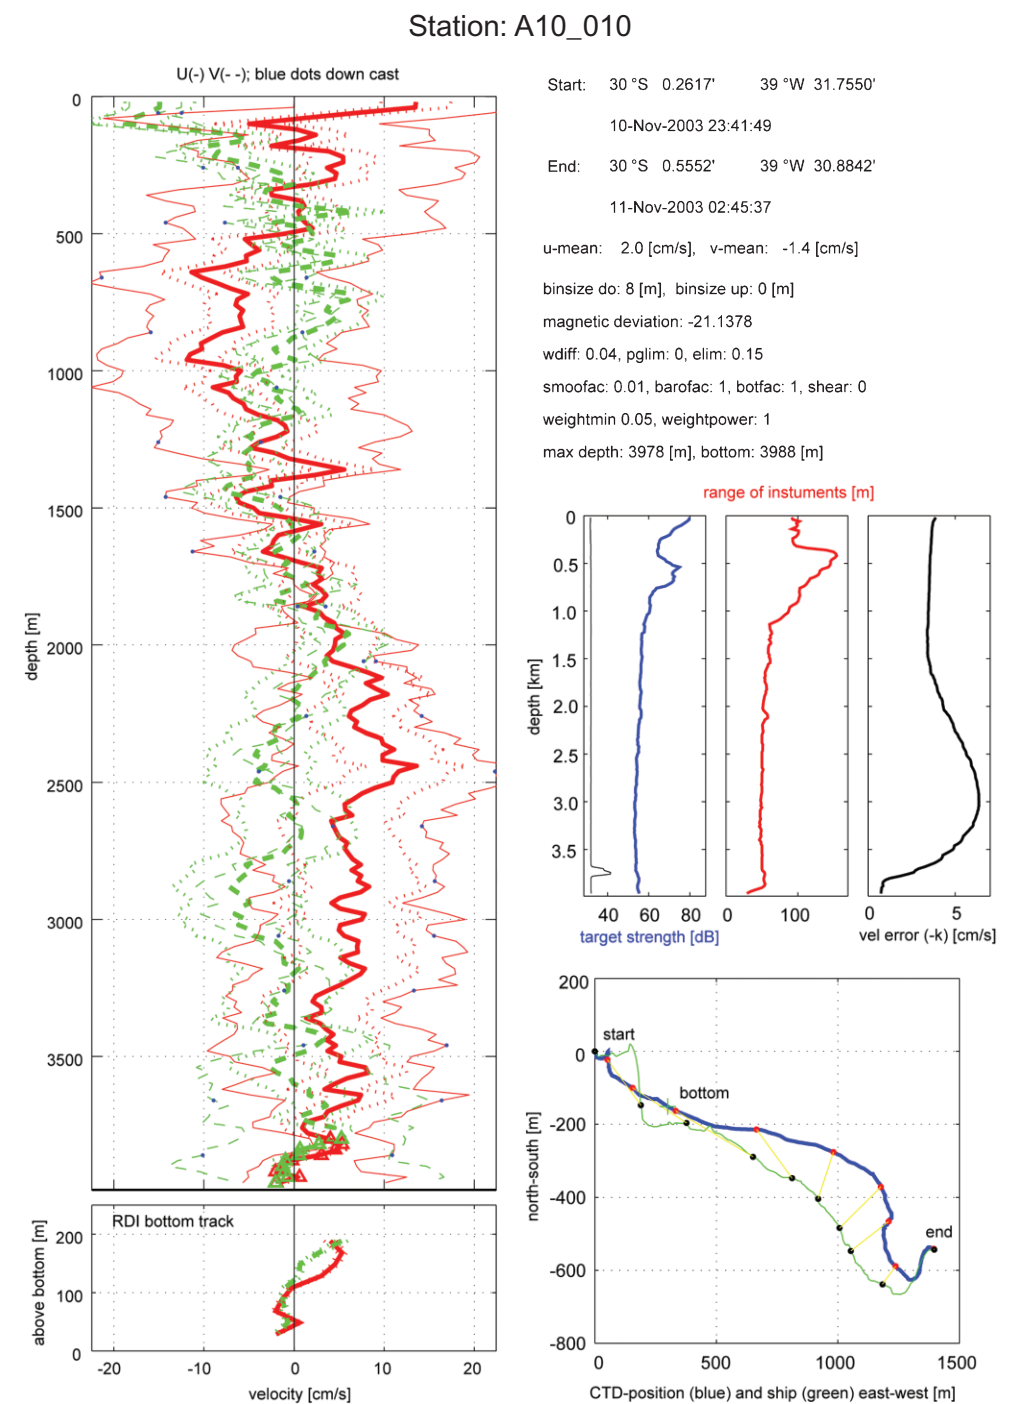 Station: A10_010
U(-) V(- -); blue dots down cast
0
500
1000
1500
2000
2500
3000
3500
depth [m]
Start: 30 °S 0.2617' 39 °W 31.7550'
10-Nov-2003 23:41:49
End: 30 °S 0.5552' 39 °W 30.8842'
11-Nov-2003 02:45:37
u-mean: 2.0 [cm/s], v-mean: -1.4 [cm/s]
binsize do: 8 [m], binsize up: 0 [m]
magnetic deviation: -21.1378
wdiff: 0.04, pglim: 0, elim: 0.15
smoofac: 0.01, barofac: 1, botfac: 1, shear: 0
weightmin 0.05, weightpower: 1
max depth: 3978 [m], bottom: 3988 [m]
range of instuments [m]
0
0.5
1.0
1.5
2.0
2.5
3.0
3.5
depth [km]
40 60 80
target strength [dB]
0 100
0 5
vel error (-k) [cm/s]
RDI bottom track
200
100
0
above bottom [m]
-20 -10 0 10 20
velocity [cm/s]
200
0
-200
-400
-600
-800
north-south [m]
start
bottom
end
0 500 1000 1500
CTD-position (blue) and ship (green) east-west [m]